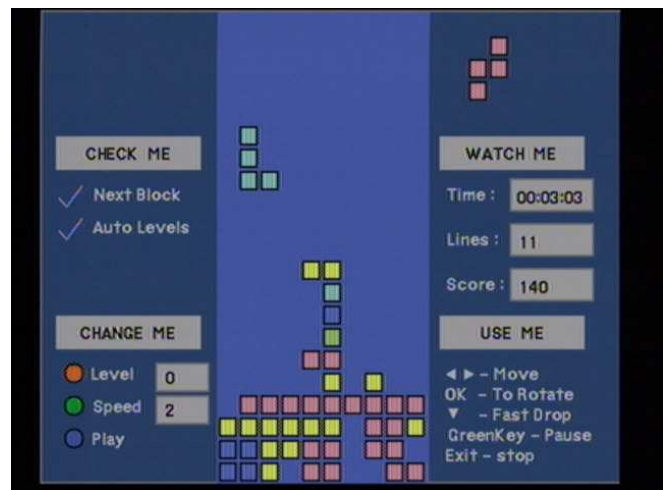 CHECK ME
Next Block
Auto Levels
CHANGE ME
Level 0
Speed 2
Play
WATCH ME
Time : 00:03:03
Lines : 11
Score : 140
USE ME
◄ ► - Move
OK - To Rotate
▼ - Fast Drop
GreenKey - Pause
Exit - stop